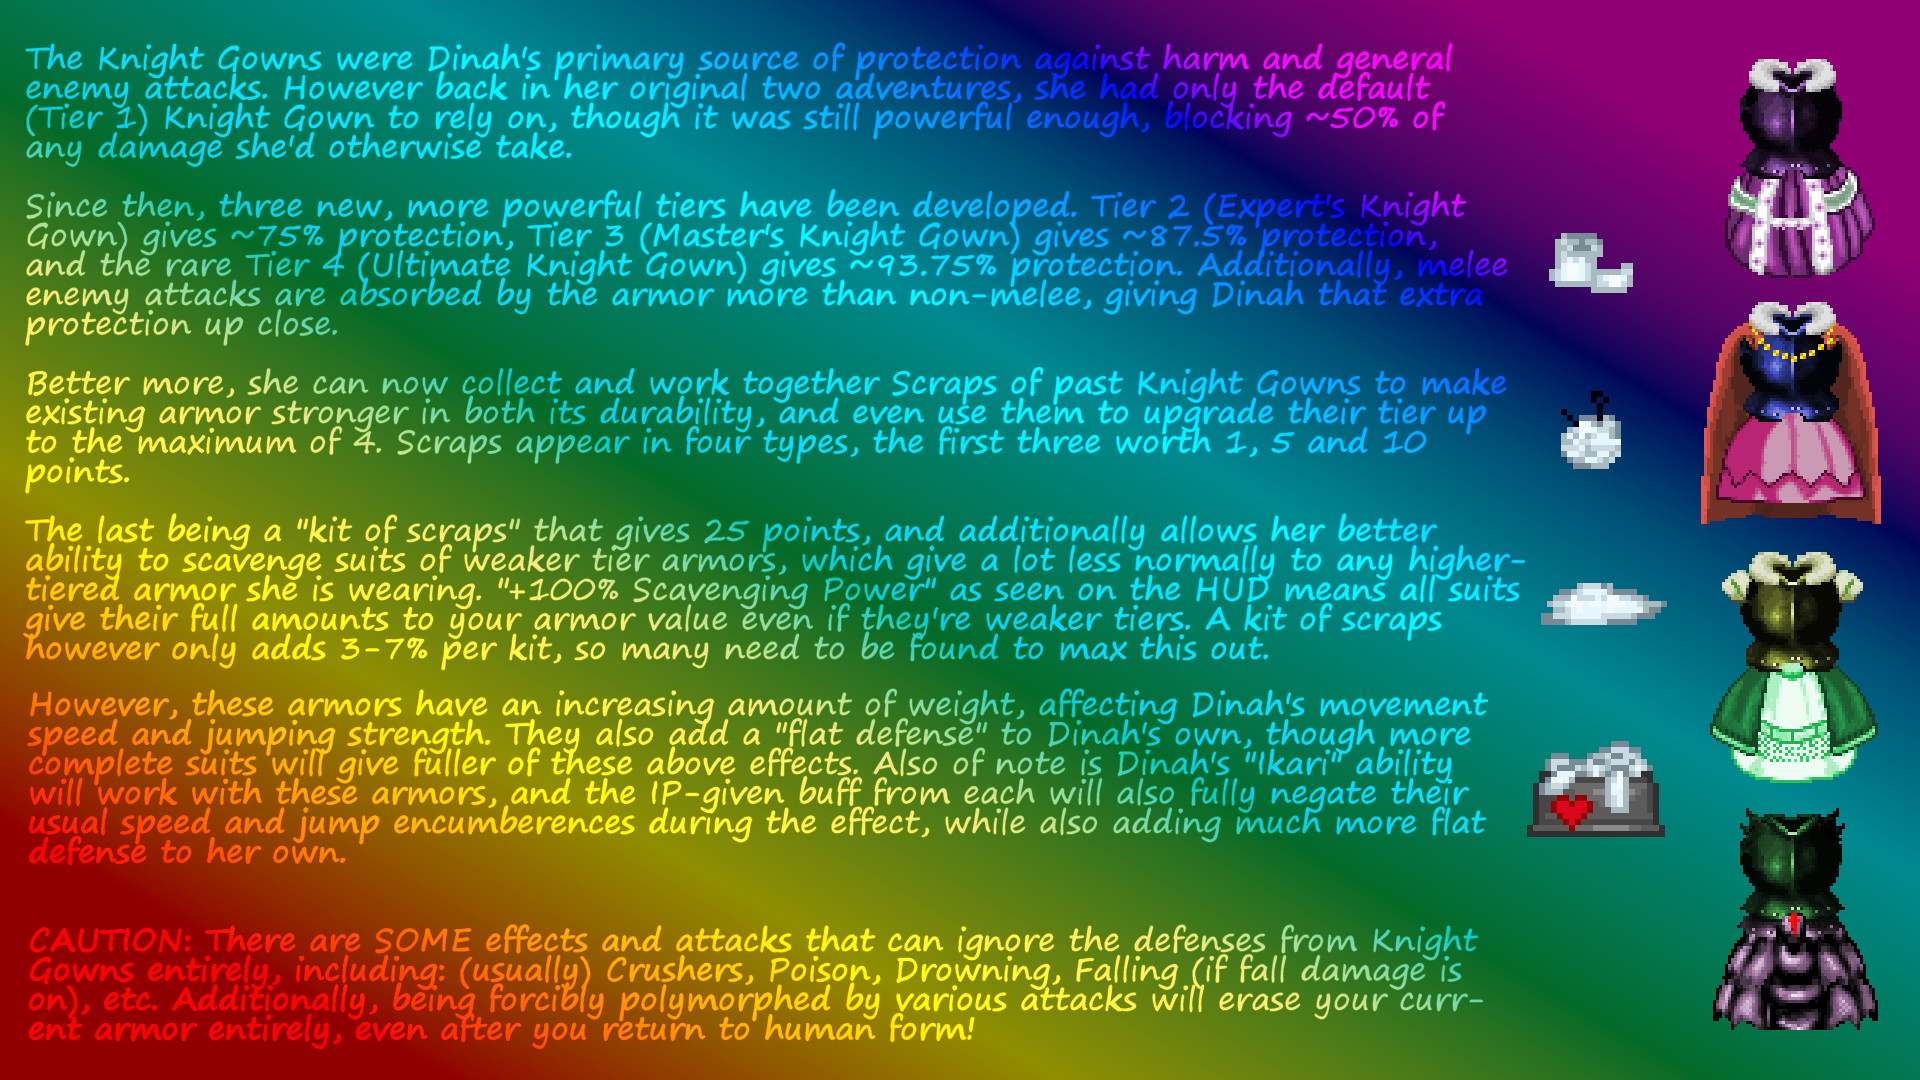 The Knight Gowns were Dinah's primary source of protection against harm and general
enemy attacks. However back in her original two adventures, she had only the default
(Tier 1) Knight Gown to rely on, though it was still powerful enough, blocking ~50% of
any damage she'd otherwise take.
Since then, three new, more powerful tiers have been developed. Tier 2 (Expert's Knight
Gown) gives ~75% protection, Tier 3 (Master's Knight Gown) gives ~87.5% protection,
and the rare Tier 4 (Ultimate Knight Gown) gives ~93.75% protection. Additionally, melee
enemy attacks are absorbed by the armor more than non-melee, giving Dinah that extra
protection up close.
Better more, she can now collect and work together Scraps of past Knight Gowns to make
existing armor stronger in both its durability, and even use them to upgrade their tier up
to the maximum of 4. Scraps appear in four types, the first three worth 1, 5 and 10
points.
The last being a "kit of scraps" that gives 25 points, and additionally allows her better
ability to scavenge suits of weaker tier armors, which give a lot less normally to any higher-
tiered armor she is wearing. "+100% Scavenging Power" as seen on the HUD means all suits
give their full amounts to your armor value even if they're weaker tiers. A kit of scraps
however only adds 3-7% per kit, so many need to be found to max this out.
However, these armors have an increasing amount of weight, affecting Dinah's movement
speed and jumping strength. They also add a "flat defense" to Dinah's own, though more
complete suits will give fuller of these above effects. Also of note is Dinah's "Ikari" ability
will work with these armors, and the IP-given buff from each will also fully negate their
usual speed and jump encumberences during the effect, while also adding much more flat
defense to her own.
CAUTION: There are SOME effects and attacks that can ignore the defenses from Knight
Gowns entirely, including: (usually) Crushers, Poison, Drowning, Falling (if fall damage is
on), etc. Additionally, being forcibly polymorphed by various attacks will erase your curr-
ent armor entirely, even after you return to human form!